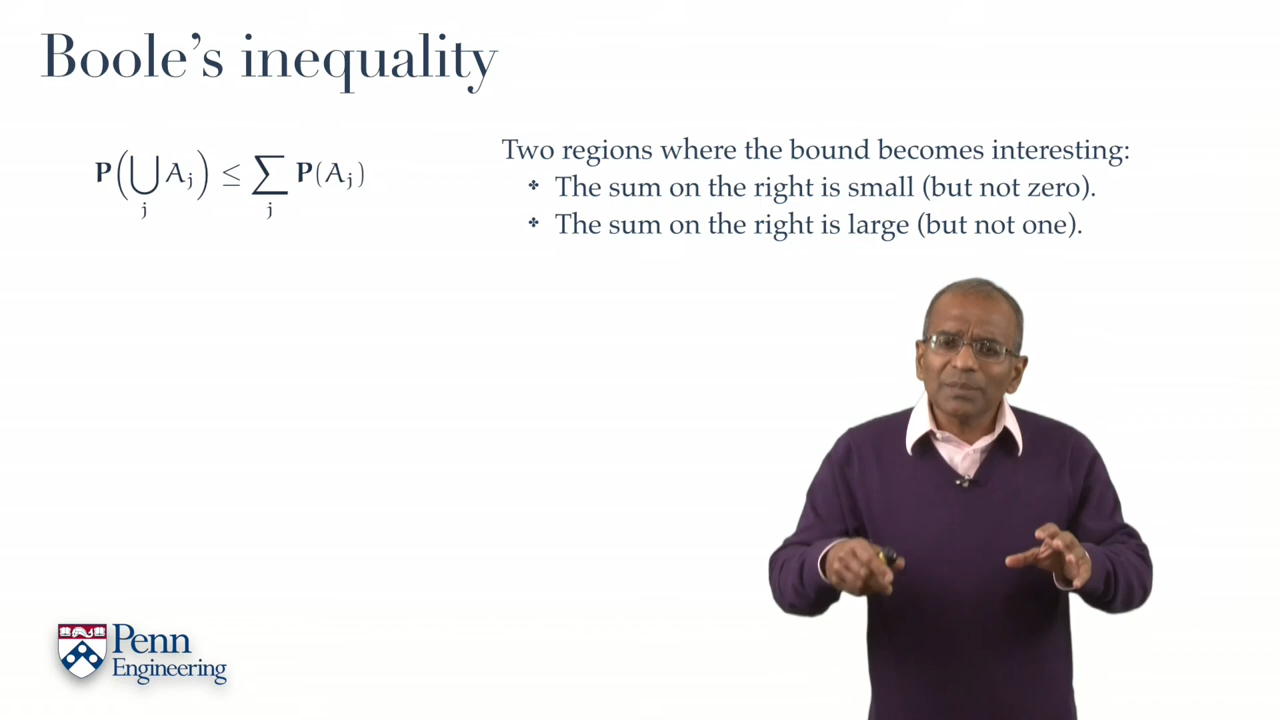 Boole's inequality
P(⋃_j A_j) ≤ ∑_j P(A_j)
Two regions where the bound becomes interesting:
❖ The sum on the right is small (but not zero).
❖ The sum on the right is large (but not one).
Penn
Engineering